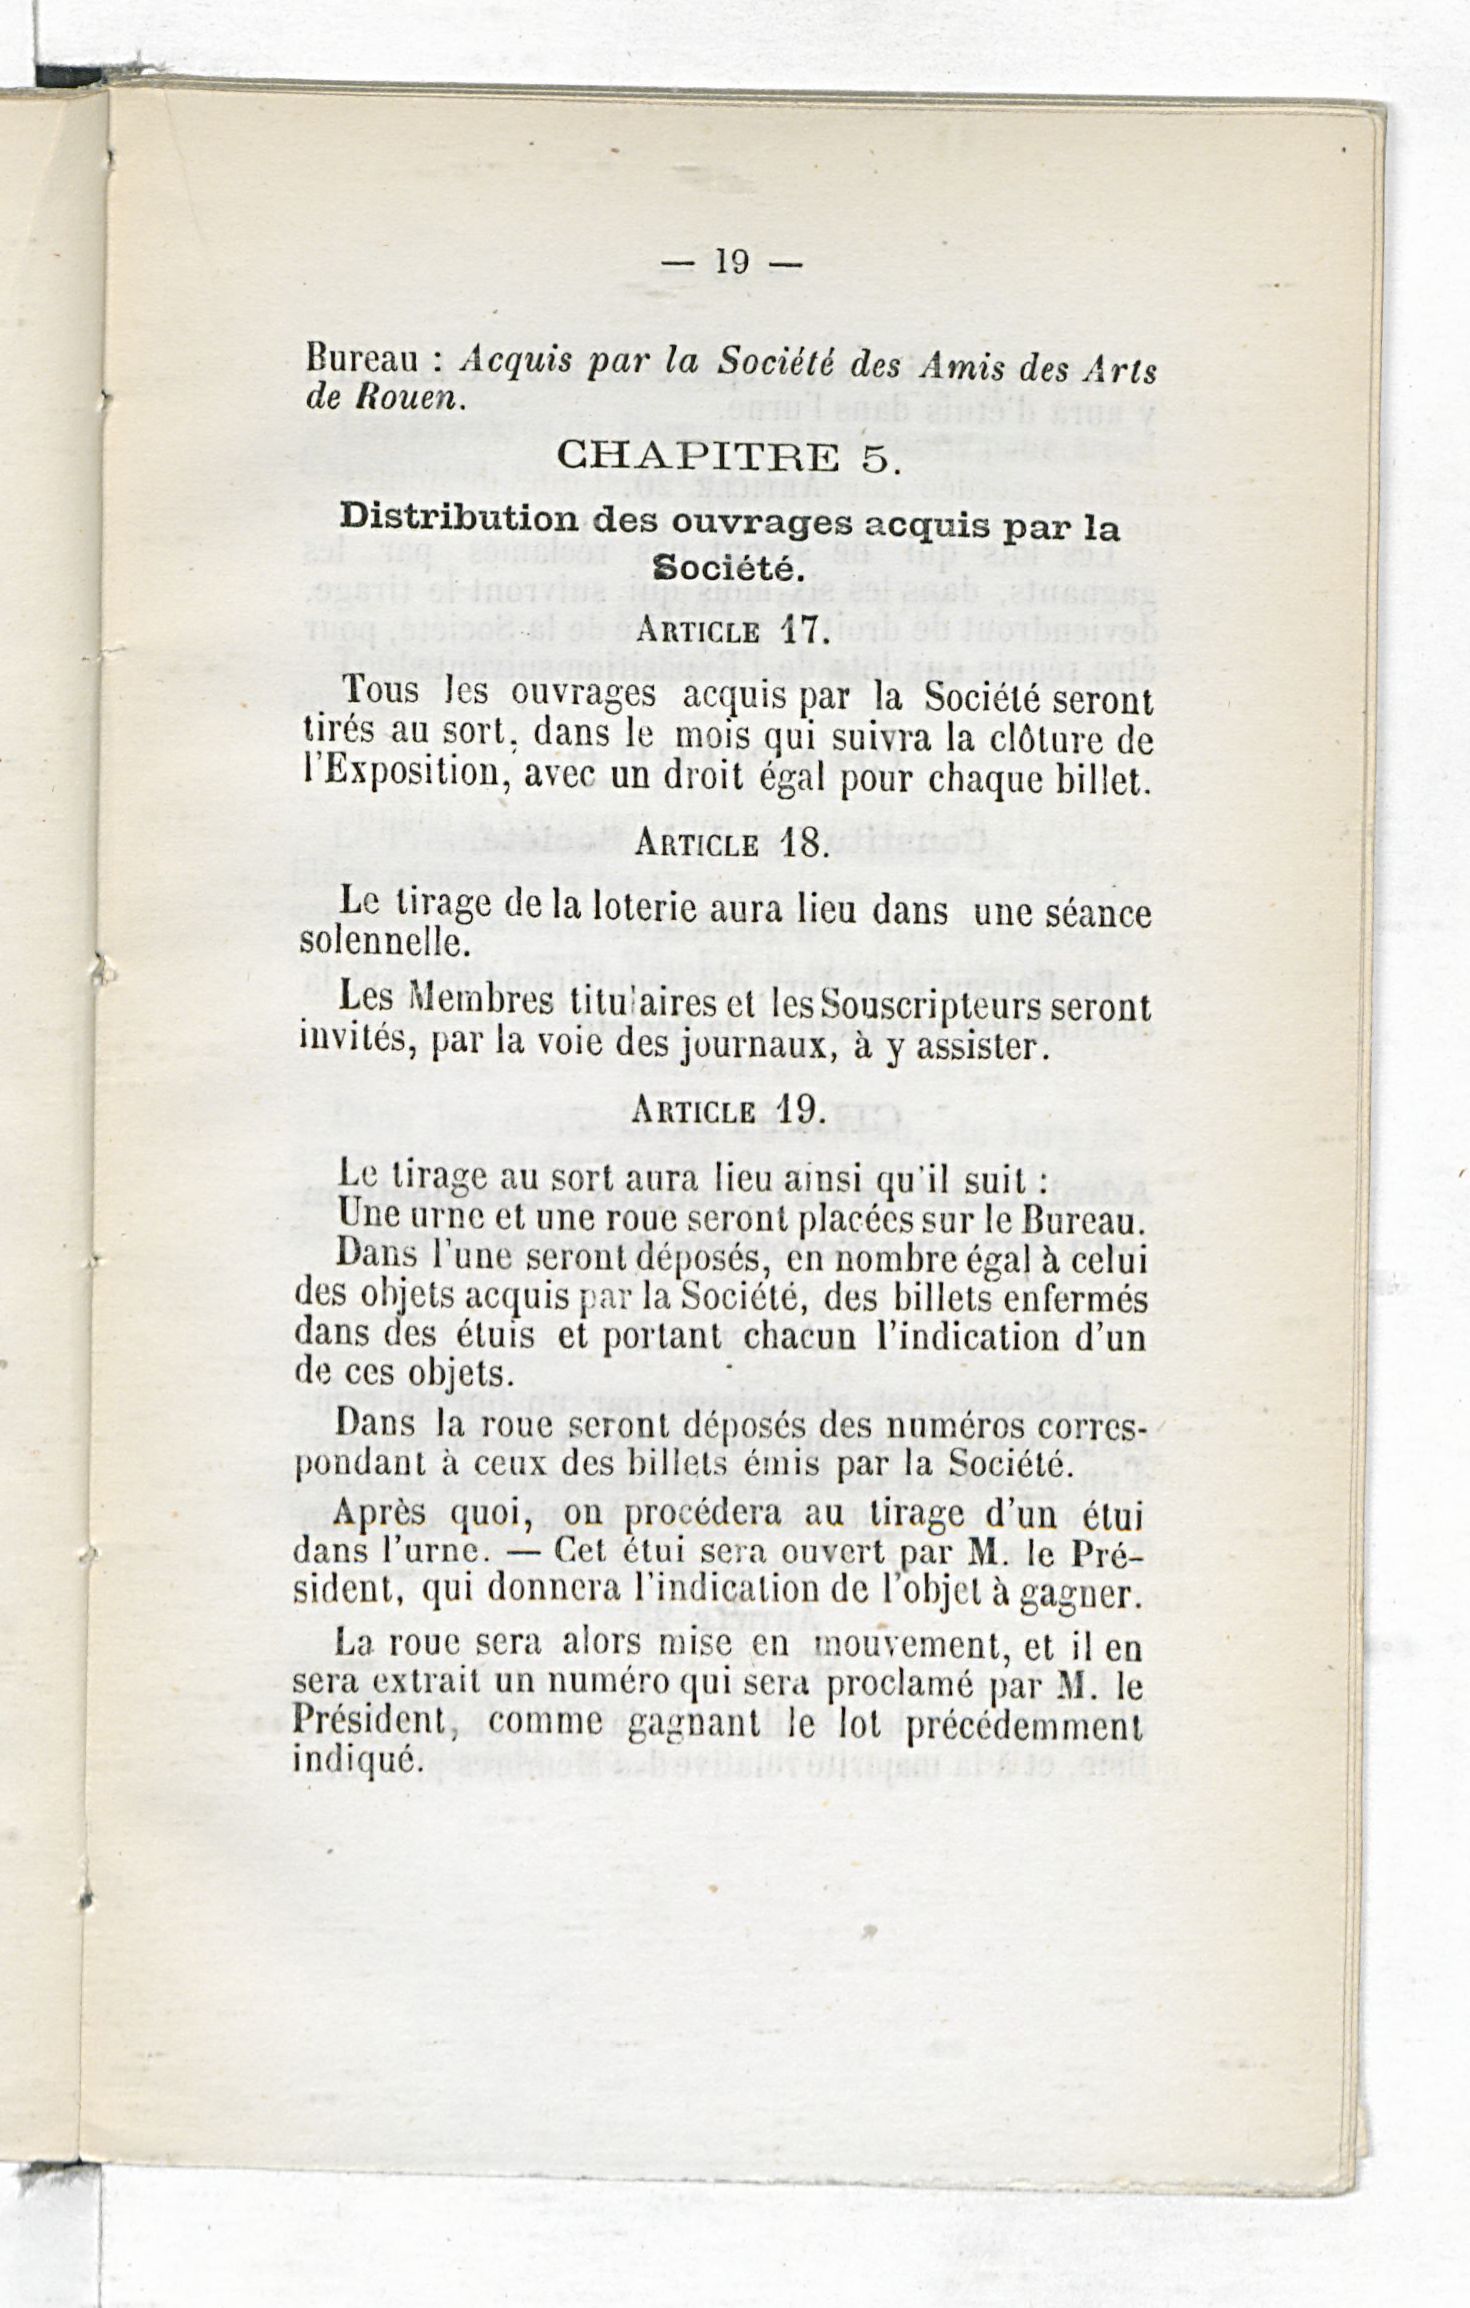 — 19 —
Bureau : Acquis par la Société des Amis des Arts
de Rouen.
CHAPITRE 5.
Distribution des ouvrages acquis par la
Société.
ARTICLE 17.
Tous les ouvrages acquis par la Société seront
tirés au sort, dans le mois qui suivra la clôture de
l'Exposition, avec un droit égal pour chaque billet.
ARTICLE 18.
Le tirage de la loterie aura lieu dans une séance
solennelle.
Les Membres titulaires et les Souscripteurs seront
invités, par la voie des journaux, à y assister.
ARTICLE 19.
Le tirage au sort aura lieu ainsi qu'il suit :
Une urne et une roue seront placées sur le Bureau.
Dans l'une seront déposés, en nombre égal à celui
des objets acquis par la Société, des billets enfermés
dans des étuis et portant chacun l'indication d'un
de ces objets.
Dans la roue seront déposés des numéros corres-
pondant à ceux des billets émis par la Société.
Après quoi, on procédera au tirage d'un étui
dans l'urne. — Cet étui sera ouvert par M. le Pré-
sident, qui donnera l'indication de l'objet à gagner.
La roue sera alors mise en mouvement, et il en
sera extrait un numéro qui sera proclamé par M. le
Président, comme gagnant le lot précédemment
indiqué.